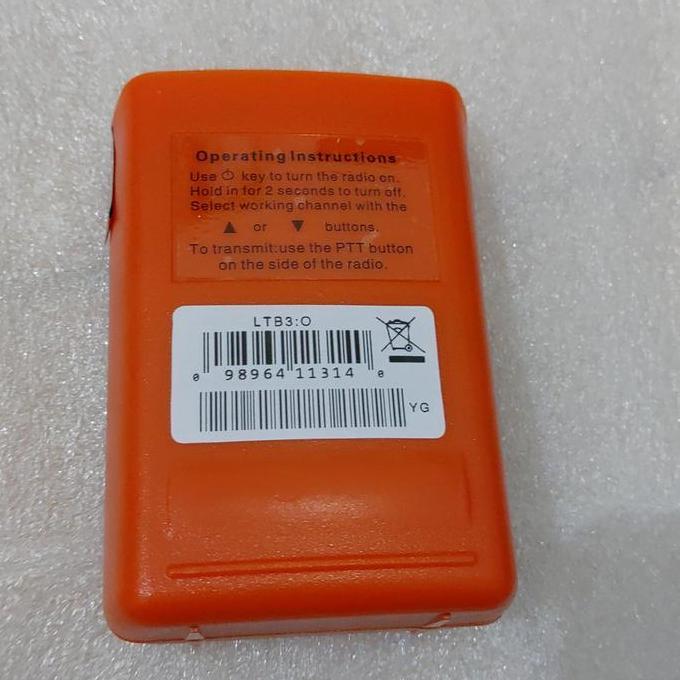 Operating Instructions
Use ⏻ key to turn the radio on.
Hold in for 2 seconds to turn off.
Select working channel with the
▲ or ▼ buttons.
To transmit:use the PTT button
on the side of the radio.
LTB3:O
0 98964 11314 0
YG